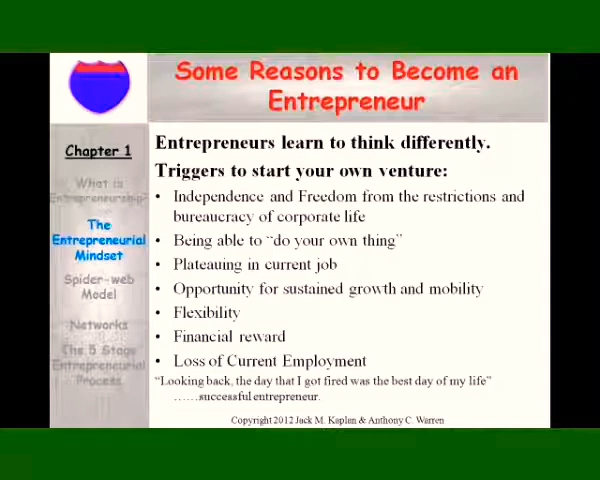 Some Reasons to Become an
Entrepreneur
Chapter 1
What is
Entrepreneurship?
The
Entrepreneurial
Mindset
Spider-web
Model
Networks
The 5 Stage
Entrepreneurial
Process
Entrepreneurs learn to think differently.
Triggers to start your own venture:
• Independence and Freedom from the restrictions and
bureaucracy of corporate life
• Being able to “do your own thing”
• Plateauing in current job
• Opportunity for sustained growth and mobility
• Flexibility
• Financial reward
• Loss of Current Employment
“Looking back, the day that I got fired was the best day of my life”
……successful entrepreneur.
Copyright 2012 Jack M. Kaplan & Anthony C. Warren